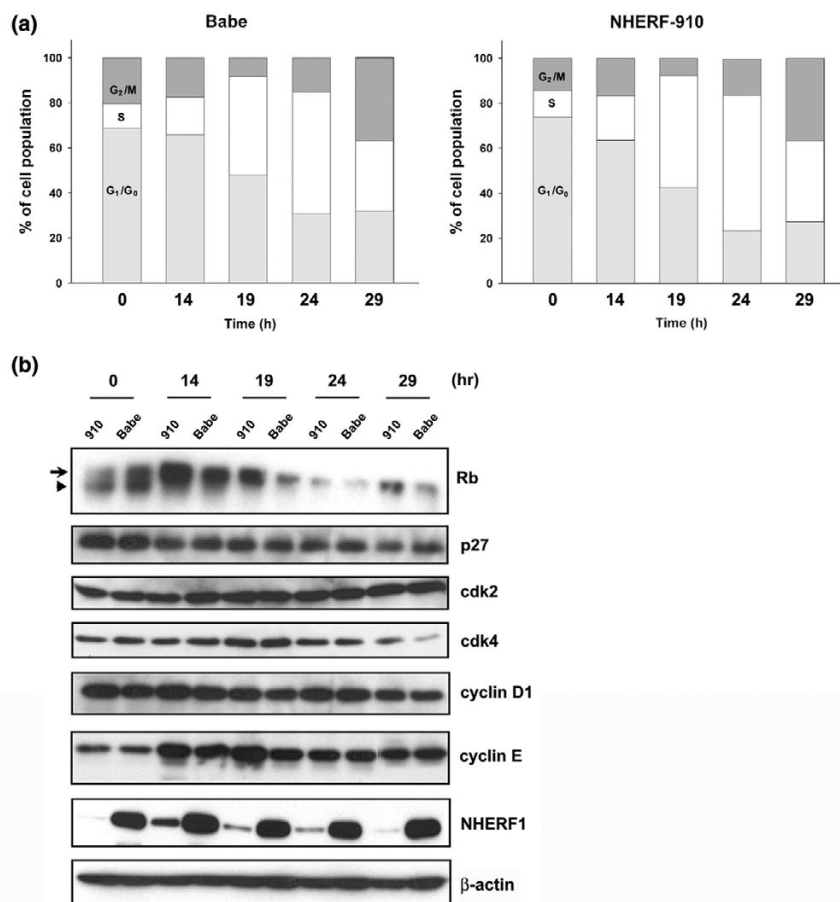 (a)
Babe
% of cell population
100
80
60
40
20
0
G₂/M
S
G₁/G₀
0 14 19 24 29
Time (h)
NHERF-910
% of cell population
100
80
60
40
20
0
G₂/M
S
G₁/G₀
0 14 19 24 29
Time (h)
(b)
0 14 19 24 29 (hr)
910 Babe 910 Babe 910 Babe 910 Babe 910 Babe
Rb
p27
cdk2
cdk4
cyclin D1
cyclin E
NHERF1
β-actin